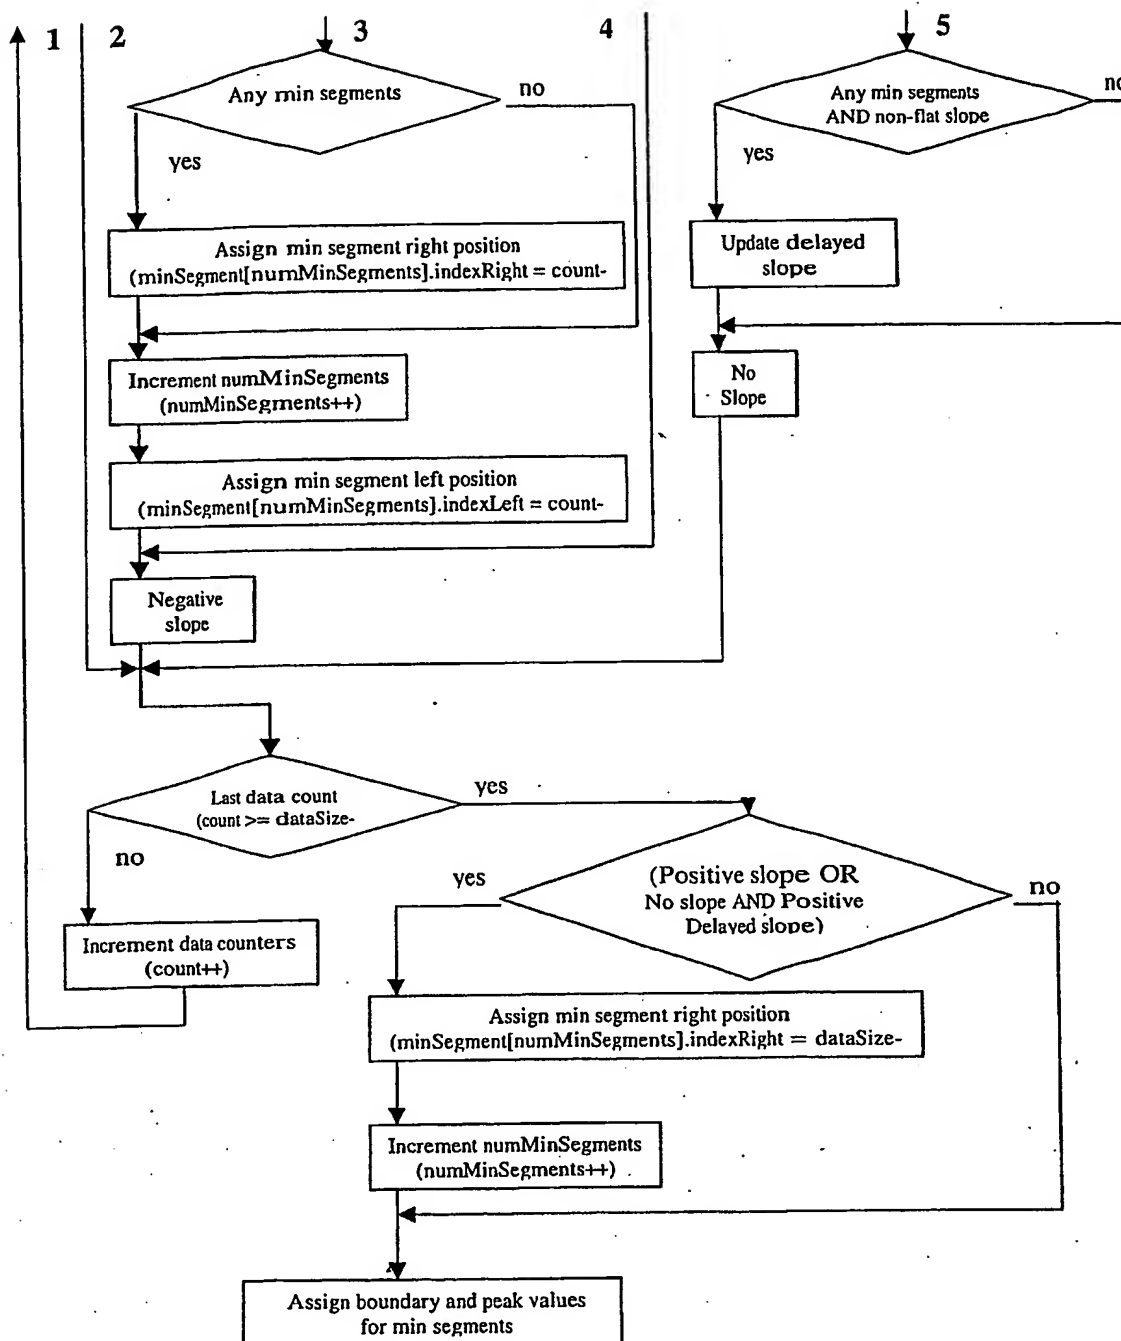 1 2 3 4 5
Any min segments
no
yes
Any min segments
AND non-flat slope
no
yes
Assign min segment right position
(minSegment[numMinSegments].indexRight = count-
Update delayed
slope
Increment numMinSegments
(numMinSegments++)
No
Slope
Assign min segment left position
(minSegment[numMinSegments].indexLeft = count-
Negative
slope
Last data count
(count >= dataSize-
yes
no
(Positive slope OR
No slope AND Positive
Delayed slope)
yes
no
Increment data counters
(count++)
Assign min segment right position
(minSegment[numMinSegments].indexRight = dataSize-
Increment numMinSegments
(numMinSegments++)
Assign boundary and peak values
for min segments